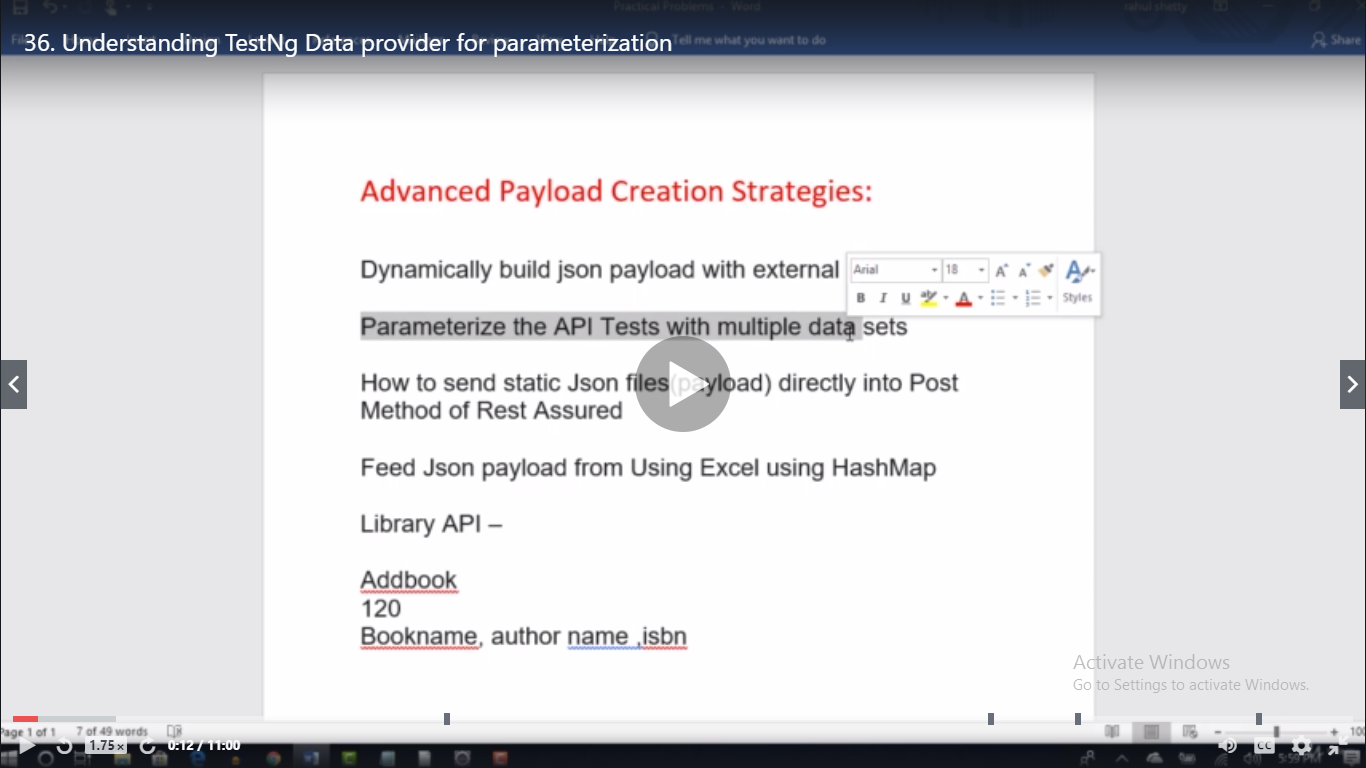 Practical Problems - Word
rahul shetty
36. Understanding TestNg Data provider for parameterization
Tell me what you want to do
Share
Advanced Payload Creation Strategies:
Dynamically build json payload with external
Arial
18
B I U
Styles
Parameterize the API Tests with multiple data sets
How to send static Json files(payload) directly into Post
Method of Rest Assured
Feed Json payload from Using Excel using HashMap
Library API –
Addbook
120
Bookname, author name ,isbn
Activate Windows
Go to Settings to activate Windows.
Page 1 of 1 7 of 49 words
1.75x 0:12 / 11:00
CC
5:59 PM